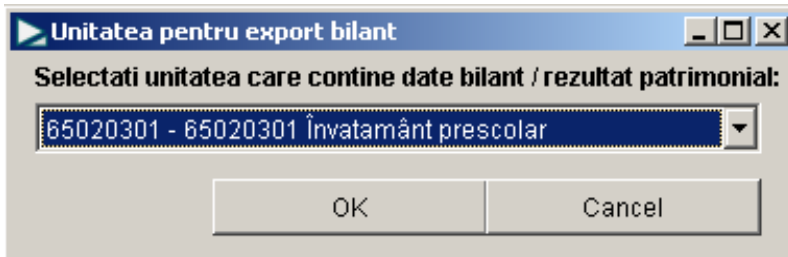 Unitatea pentru export bilant
Selectati unitatea care contine date bilant / rezultat patrimonial:
65020301 - 65020301 Învatamânt prescolar
OK Cancel